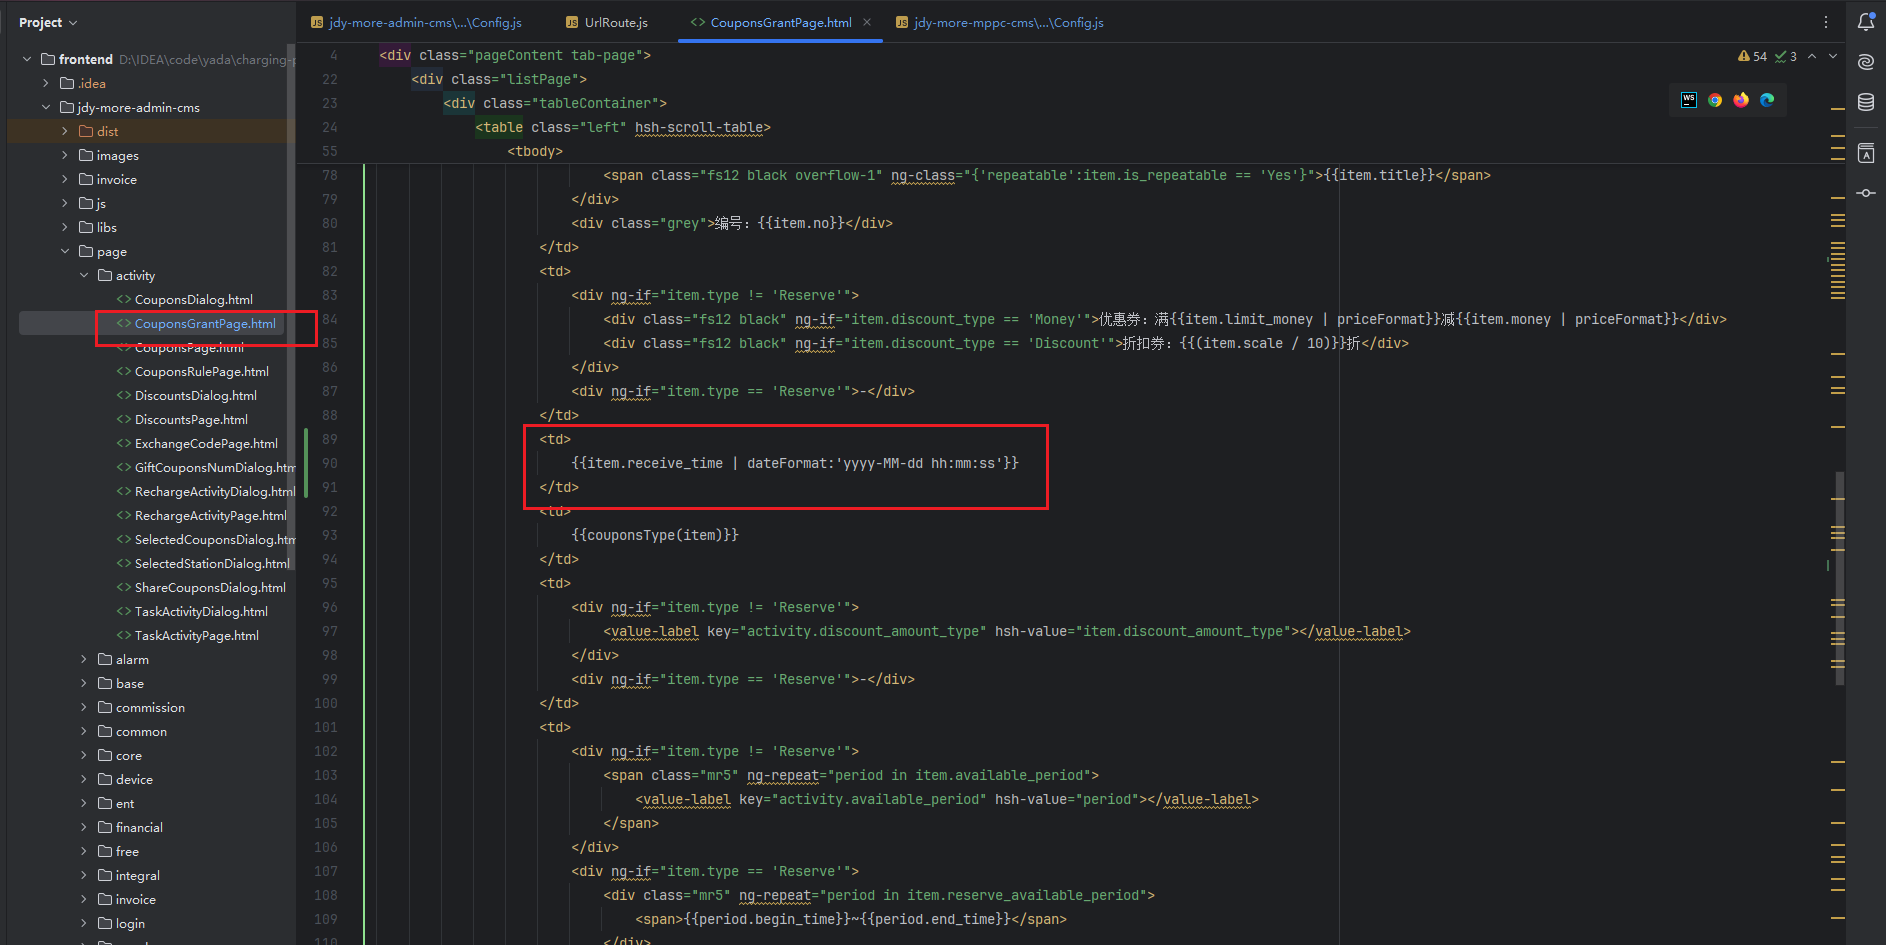 Project
jdy-more-admin-cms\...\Config.js
UrlRoute.js
CouponsGrantPage.html
jdy-more-mppc-cms\...\Config.js
frontend D:\IDEA\code\yada\charging-p
.idea
jdy-more-admin-cms
dist
images
invoice
js
libs
page
activity
CouponsDialog.html
CouponsGrantPage.html
CouponsPage.html
CouponsRulePage.html
DiscountsDialog.html
DiscountsPage.html
ExchangeCodePage.html
GiftCouponsNumDialog.htm
RechargeActivityDialog.html
RechargeActivityPage.html
SelectedCouponsDialog.htm
SelectedStationDialog.html
ShareCouponsDialog.html
TaskActivityDialog.html
TaskActivityPage.html
alarm
base
commission
common
core
device
ent
financial
free
integral
invoice
login
54 3
4 <div class="pageContent tab-page">
22 <div class="listPage">
23 <div class="tableContainer">
24 <table class="left" hsh-scroll-table>
55 <tbody>
78 <span class="fs12 black overflow-1" ng-class="{'repeatable':item.is_repeatable == 'Yes'}">{{item.title}}</span>
79 </div>
80 <div class="grey">编号：{{item.no}}</div>
81 </td>
82 <td>
83 <div ng-if="item.type != 'Reserve'">
84 <div class="fs12 black" ng-if="item.discount_type == 'Money'">优惠券：满{{item.limit_money | priceFormat}}减{{item.money | priceFormat}}</div>
85 <div class="fs12 black" ng-if="item.discount_type == 'Discount'">折扣券：{{(item.scale / 10)}}折</div>
86 </div>
87 <div ng-if="item.type == 'Reserve'">-</div>
88 </td>
89 <td>
90 {{item.receive_time | dateFormat:'yyyy-MM-dd hh:mm:ss'}}
91 </td>
92 <td>
93 {{couponsType(item)}}
94 </td>
95 <td>
96 <div ng-if="item.type != 'Reserve'">
97 <value-label key="activity.discount_amount_type" hsh-value="item.discount_amount_type"></value-label>
98 </div>
99 <div ng-if="item.type == 'Reserve'">-</div>
100 </td>
101 <td>
102 <div ng-if="item.type != 'Reserve'">
103 <span class="mr5" ng-repeat="period in item.available_period">
104 <value-label key="activity.available_period" hsh-value="period"></value-label>
105 </span>
106 </div>
107 <div ng-if="item.type == 'Reserve'">
108 <div class="mr5" ng-repeat="period in item.reserve_available_period">
109 <span>{{period.begin_time}}~{{period.end_time}}</span>
110 </div>
WS